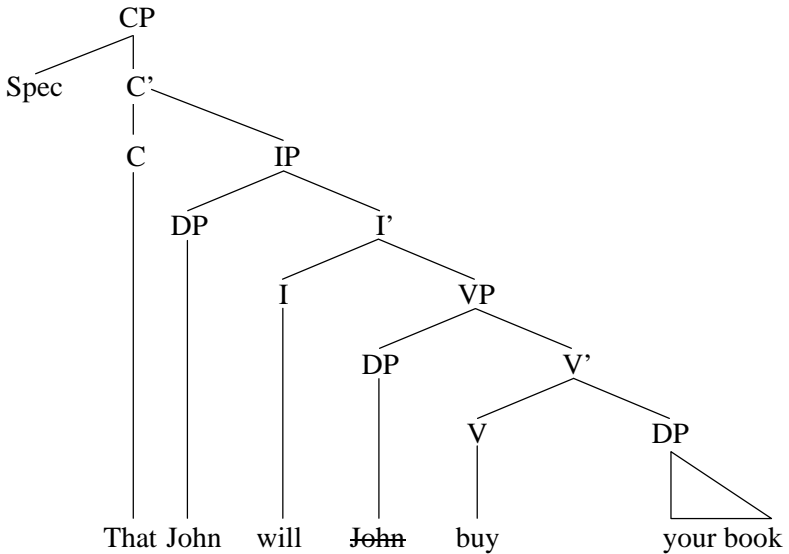 CP
Spec C’
C IP
DP I’
I VP
DP V’
V DP
That John will John buy your book